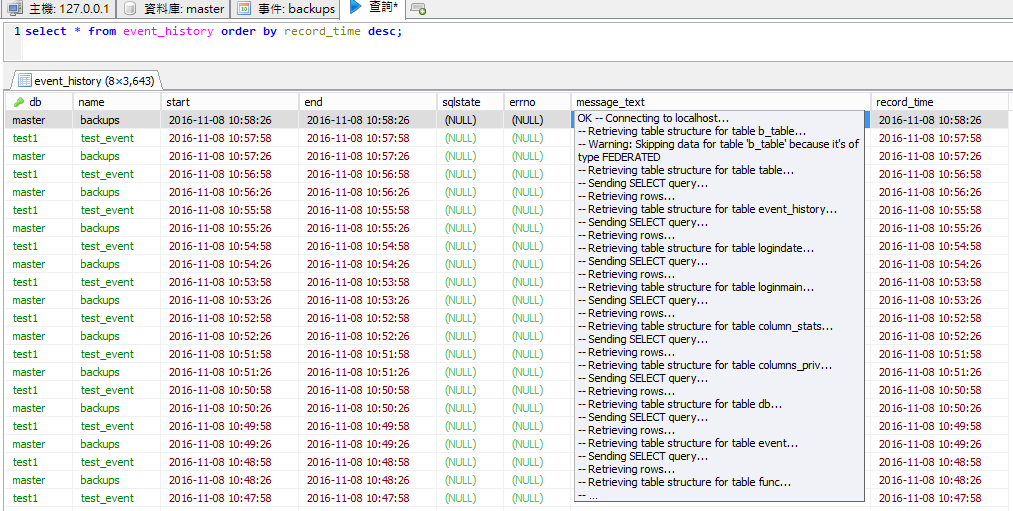 主機: 127.0.0.1 資料庫: master 事件: backups 查詢*
1 select * from event_history order by record_time desc;
event_history (8×3,643)
db name start end sqlstate errno message_text record_time
master backups 2016-11-08 10:58:26 2016-11-08 10:58:26 (NULL) (NULL) OK -- Connecting to localhost... 2016-11-08 10:58:26
test1 test_event 2016-11-08 10:57:58 2016-11-08 10:57:58 (NULL) (NULL) 2016-11-08 10:57:58
master backups 2016-11-08 10:57:26 2016-11-08 10:57:26 (NULL) (NULL) 2016-11-08 10:57:26
test1 test_event 2016-11-08 10:56:58 2016-11-08 10:56:58 (NULL) (NULL) 2016-11-08 10:56:58
master backups 2016-11-08 10:56:26 2016-11-08 10:56:26 (NULL) (NULL) 2016-11-08 10:56:26
test1 test_event 2016-11-08 10:55:58 2016-11-08 10:55:58 (NULL) (NULL) 2016-11-08 10:55:58
master backups 2016-11-08 10:55:26 2016-11-08 10:55:26 (NULL) (NULL) 2016-11-08 10:55:26
test1 test_event 2016-11-08 10:54:58 2016-11-08 10:54:58 (NULL) (NULL) 2016-11-08 10:54:58
master backups 2016-11-08 10:54:26 2016-11-08 10:54:26 (NULL) (NULL) 2016-11-08 10:54:26
test1 test_event 2016-11-08 10:53:58 2016-11-08 10:53:58 (NULL) (NULL) 2016-11-08 10:53:58
master backups 2016-11-08 10:53:26 2016-11-08 10:53:26 (NULL) (NULL) 2016-11-08 10:53:26
test1 test_event 2016-11-08 10:52:58 2016-11-08 10:52:58 (NULL) (NULL) 2016-11-08 10:52:58
master backups 2016-11-08 10:52:26 2016-11-08 10:52:26 (NULL) (NULL) 2016-11-08 10:52:26
test1 test_event 2016-11-08 10:51:58 2016-11-08 10:51:58 (NULL) (NULL) 2016-11-08 10:51:58
master backups 2016-11-08 10:51:26 2016-11-08 10:51:26 (NULL) (NULL) 2016-11-08 10:51:26
test1 test_event 2016-11-08 10:50:58 2016-11-08 10:50:58 (NULL) (NULL) 2016-11-08 10:50:58
master backups 2016-11-08 10:50:26 2016-11-08 10:50:26 (NULL) (NULL) 2016-11-08 10:50:26
test1 test_event 2016-11-08 10:49:58 2016-11-08 10:49:58 (NULL) (NULL) 2016-11-08 10:49:58
master backups 2016-11-08 10:49:26 2016-11-08 10:49:26 (NULL) (NULL) 2016-11-08 10:49:26
test1 test_event 2016-11-08 10:48:58 2016-11-08 10:48:58 (NULL) (NULL) 2016-11-08 10:48:58
master backups 2016-11-08 10:48:26 2016-11-08 10:48:26 (NULL) (NULL) 2016-11-08 10:48:26
test1 test_event 2016-11-08 10:47:58 2016-11-08 10:47:58 (NULL) (NULL) 2016-11-08 10:47:58
-- Retrieving table structure for table b_table...
-- Warning: Skipping data for table 'b_table' because it's of
type FEDERATED
-- Retrieving table structure for table table...
-- Sending SELECT query...
-- Retrieving rows...
-- Retrieving table structure for table event_history...
-- Sending SELECT query...
-- Retrieving rows...
-- Retrieving table structure for table logindate...
-- Sending SELECT query...
-- Retrieving rows...
-- Retrieving table structure for table loginmain...
-- Sending SELECT query...
-- Retrieving rows...
-- Retrieving table structure for table column_stats...
-- Sending SELECT query...
-- Retrieving rows...
-- Retrieving table structure for table columns_priv...
-- Sending SELECT query...
-- Retrieving rows...
-- Retrieving table structure for table db...
-- Sending SELECT query...
-- Retrieving rows...
-- Retrieving table structure for table event...
-- Sending SELECT query...
-- Retrieving rows...
-- Retrieving table structure for table func...
-- ...